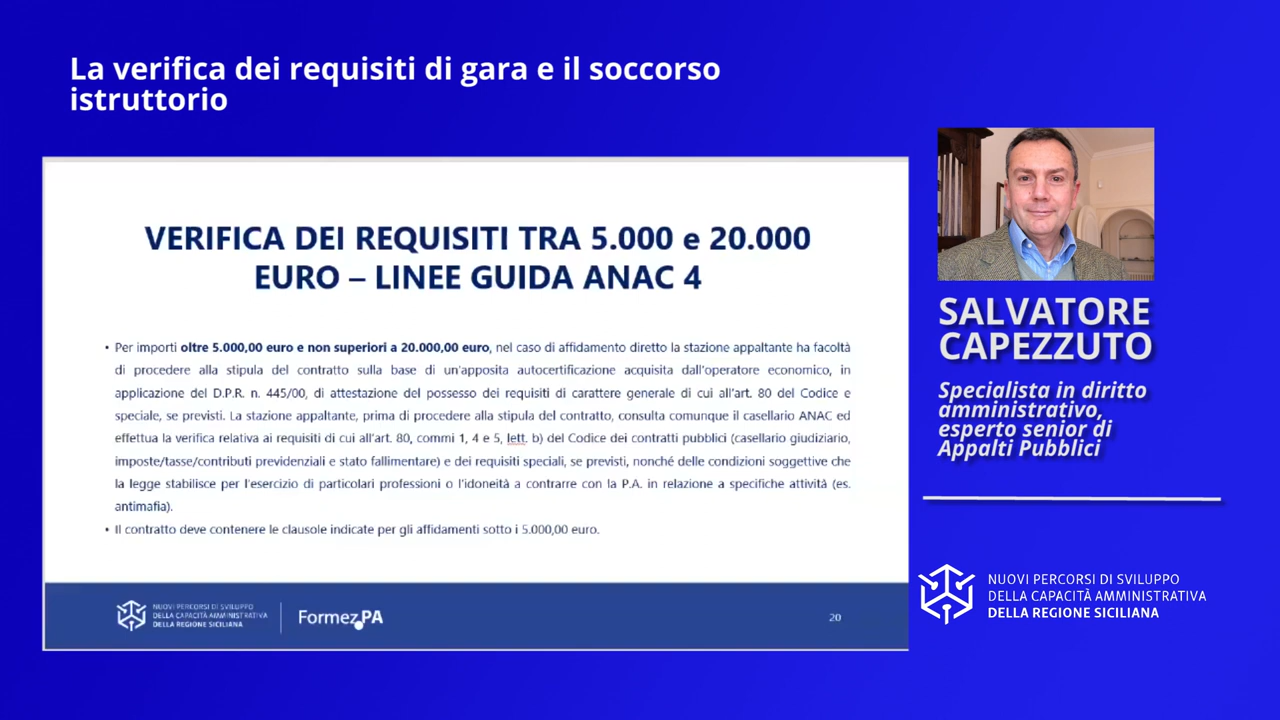 La verifica dei requisiti di gara e il soccorso
istruttorio
VERIFICA DEI REQUISITI TRA 5.000 e 20.000
EURO – LINEE GUIDA ANAC 4
• Per importi oltre 5.000,00 euro e non superiori a 20.000,00 euro, nel caso di affidamento diretto la stazione appaltante ha facoltà
di procedere alla stipula del contratto sulla base di un'apposita autocertificazione acquisita dall'operatore economico, in
applicazione del D.P.R. n. 445/00, di attestazione del possesso dei requisiti di carattere generale di cui all'art. 80 del Codice e
speciale, se previsti. La stazione appaltante, prima di procedere alla stipula del contratto, consulta comunque il casellario ANAC ed
effettua la verifica relativa ai requisiti di cui all'art. 80, commi 1, 4 e 5, lett. b) del Codice dei contratti pubblici (casellario giudiziario,
imposte/tasse/contributi previdenziali e stato fallimentare) e dei requisiti speciali, se previsti, nonché delle condizioni soggettive che
la legge stabilisce per l'esercizio di particolari professioni o l'idoneità a contrarre con la P.A. in relazione a specifiche attività (es.
antimafia).
• Il contratto deve contenere le clausole indicate per gli affidamenti sotto i 5.000,00 euro.
NUOVI PERCORSI DI SVILUPPO
DELLA CAPACITÀ AMMINISTRATIVA
DELLA REGIONE SICILIANA
Formez PA
20
SALVATORE
CAPEZZUTO
Specialista in diritto
amministrativo,
esperto senior di
Appalti Pubblici
NUOVI PERCORSI DI SVILUPPO
DELLA CAPACITÀ AMMINISTRATIVA
DELLA REGIONE SICILIANA